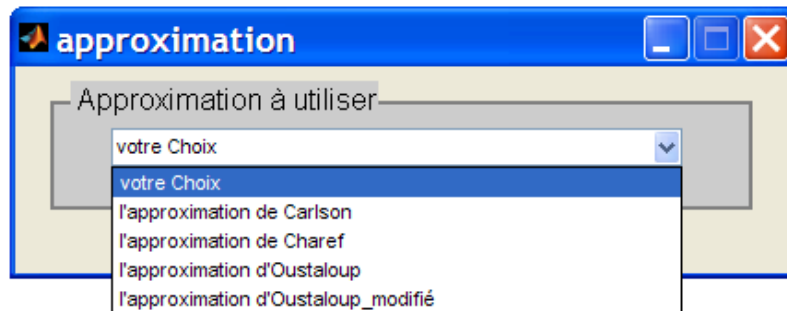 approximation
Approximation à utiliser
votre Choix
votre Choix
l'approximation de Carlson
l'approximation de Charef
l'approximation d'Oustaloup
l'approximation d'Oustaloup_modifié